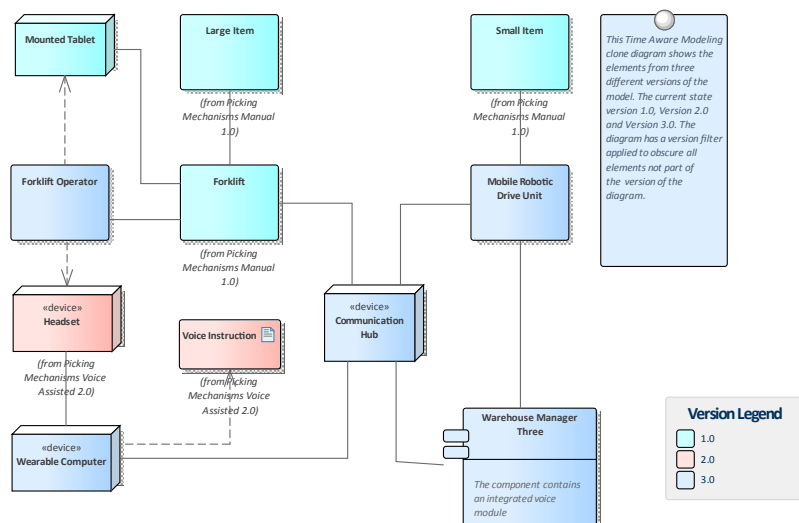 Mounted Tablet
Large Item
(from Picking
Mechanisms Manual
1.0)
Small Item
(from Picking
Mechanisms Manual
1.0)
This Time Aware Modeling
clone diagram shows the
elements from three
different versions of the
model. The current state
version 1.0, Version 2.0
and Version 3.0. The
diagram has a version filter
applied to obscure all
elements not part of
the version of the
diagram.
Forklift Operator
Forklift
(from Picking
Mechanisms Manual
1.0)
Mobile Robotic
Drive Unit
«device»
Headset
(from Picking
Mechanisms Voice
Assisted 2.0)
Voice Instruction
(from Picking
Mechanisms Voice
Assisted 2.0)
«device»
Communication
Hub
«device»
Wearable Computer
Warehouse Manager
Three
The component contains
an integrated voice
module
Version Legend
1.0
2.0
3.0